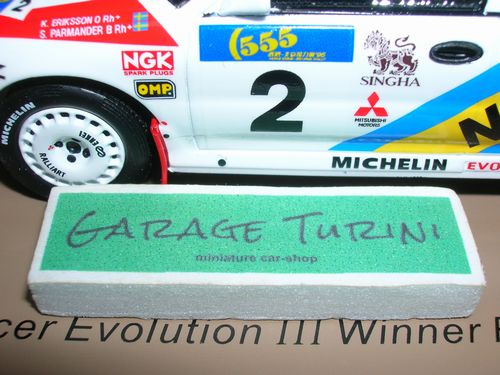 K. ERIKSSON O Rh+
S. PARMANDER B Rh+
NGK
SPARK PLUGS
OMP
555
2
SINGHA
MITSUBISHI
MOTORS
MICHELIN
EVO
MICHELIN
RALLIART
ENKEI
GARAGE TURINI
miniature car-shop
cer Evolution III Winner